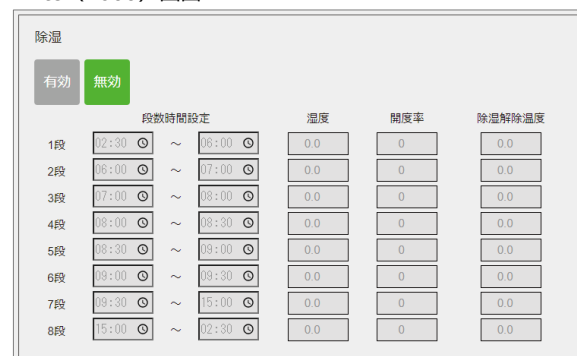 除湿
有効 無効
段数時間設定 湿度 開度率 除湿解除温度
1段 02:30 ～ 06:00 0.0 0 0.0
2段 06:00 ～ 07:00 0.0 0 0.0
3段 07:00 ～ 08:00 0.0 0 0.0
4段 08:00 ～ 08:30 0.0 0 0.0
5段 08:30 ～ 09:00 0.0 0 0.0
6段 09:00 ～ 09:30 0.0 0 0.0
7段 09:30 ～ 15:00 0.0 0 0.0
8段 15:00 ～ 02:30 0.0 0 0.0